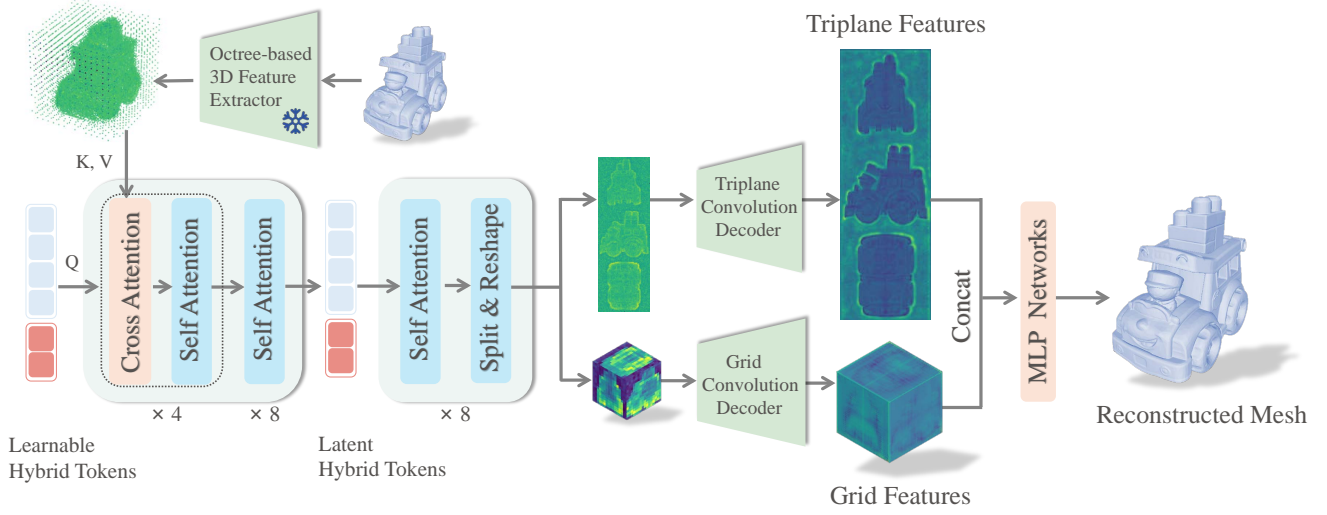 Triplane Features
Octree-based
3D Feature
Extractor
K, V
Q
Cross Attention
Self Attention
Self Attention
× 4
× 8
Learnable
Hybrid Tokens
Latent
Hybrid Tokens
Self Attention
Split & Reshape
× 8
Triplane
Convolution
Decoder
Grid
Convolution
Decoder
Grid Features
Concat
MLP Networks
Reconstructed Mesh